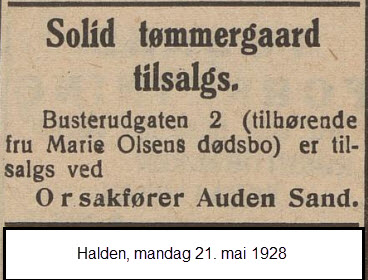 Solid tømmergaard
tilsalgs.
Busterudgaten 2 (tilhørende
fru Marie Olsens dødsbo) er til-
salgs ved
Orsakfører Auden Sand.
Halden, mandag 21. mai 1928